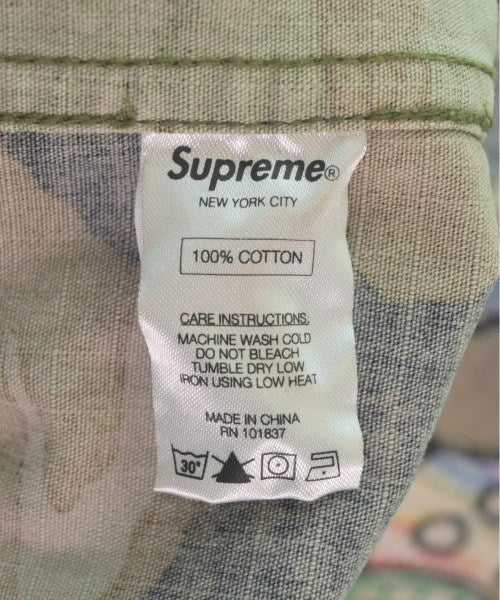 Supreme®
NEW YORK CITY
100% COTTON
CARE INSTRUCTIONS:
MACHINE WASH COLD
DO NOT BLEACH
TUMBLE DRY LOW
IRON USING LOW HEAT
MADE IN CHINA
RN 101837
30°